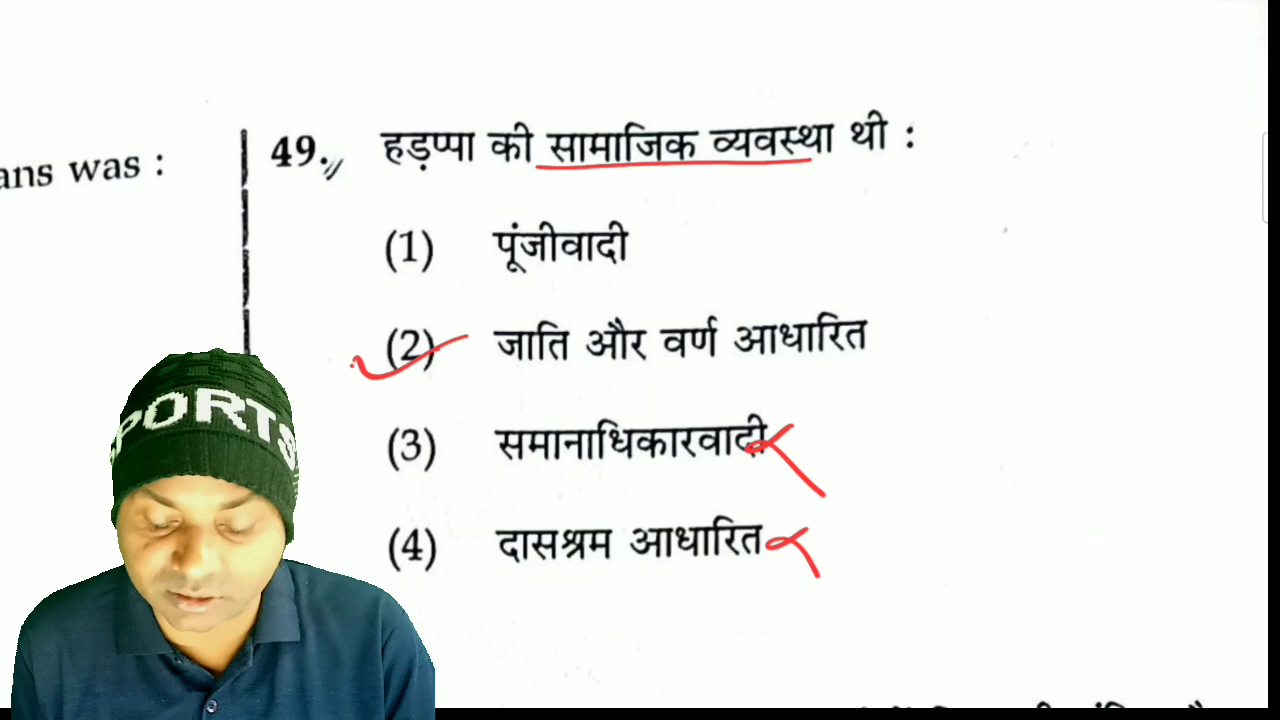 ans was :
49. हड़प्पा की सामाजिक व्यवस्था थी :
(1) पूंजीवादी
(2) जाति और वर्ण आधारित
(3) समानाधिकारवादी
(4) दासश्रम आधारित
PORTS